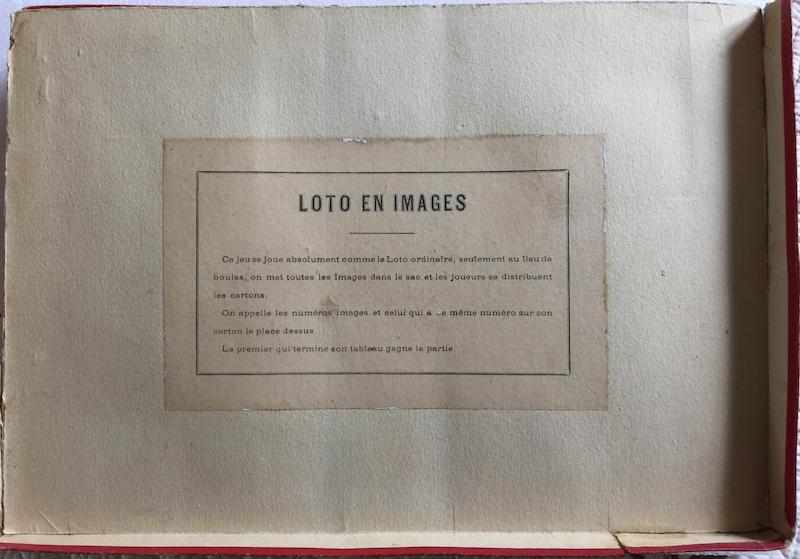 LOTO EN IMAGES
Ce jeu se joue absolument comme le Loto ordinaire, seulement au lieu de
boules, on met toutes les Images dans le sac et les joueurs se distribuent
les cartons.
On appelle les numéros images et celui qui a le même numéro sur son
carton le place dessus.
Le premier qui termine son tableau gagne la partie.